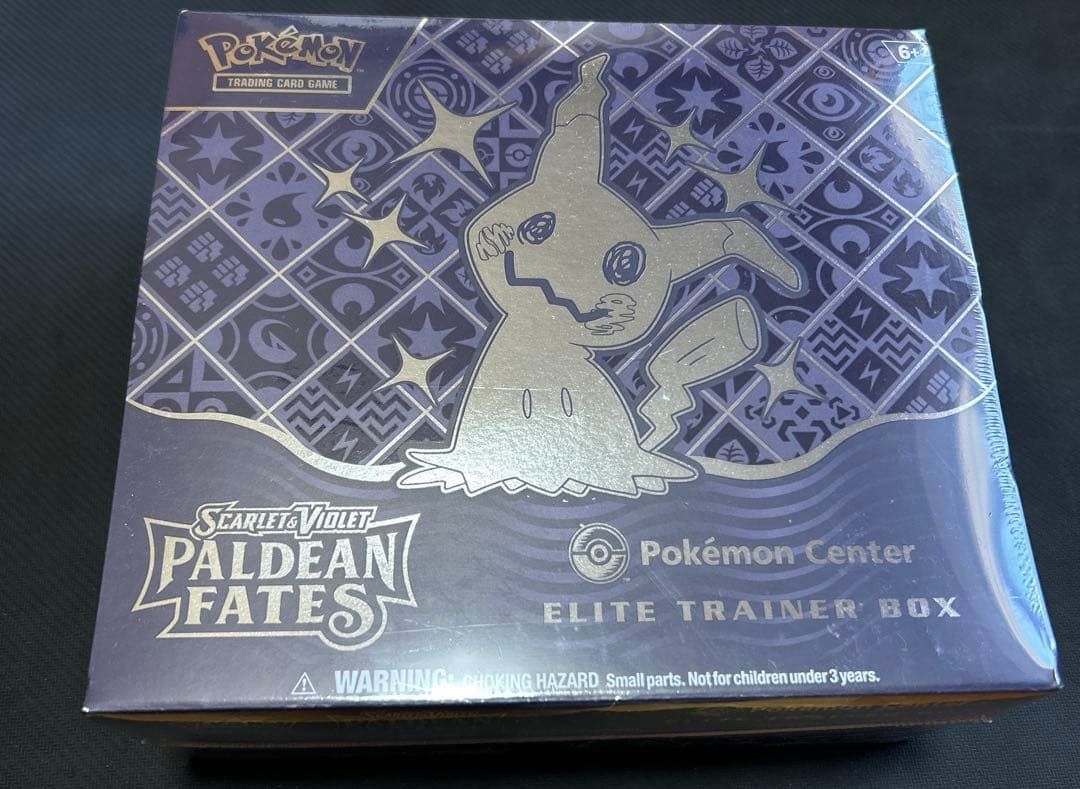 POKéMON
TRADING CARD GAME
6+
SCARLET & VIOLET
PALDEAN
FATES
Pokémon Center
ELITE TRAINER BOX
WARNING: CHOKING HAZARD Small parts. Not for children under 3 years.